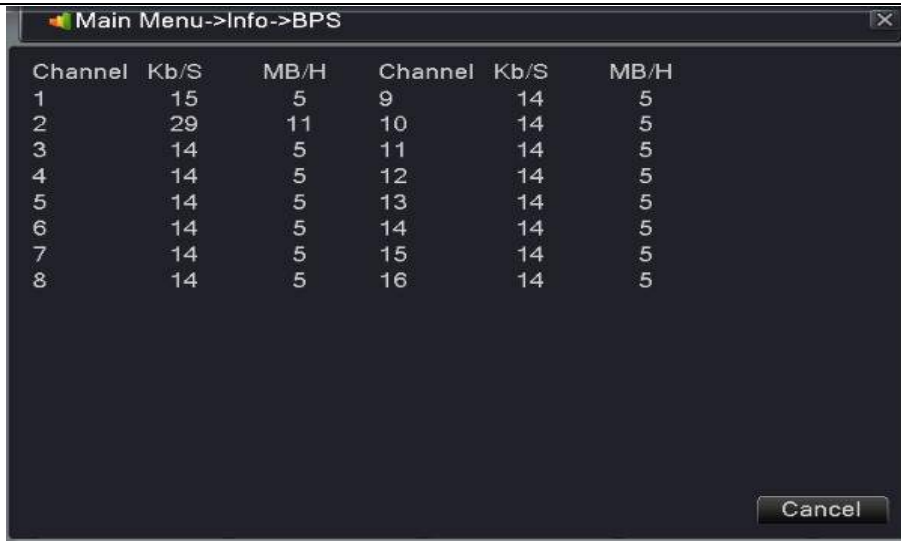 Main Menu->Info->BPS
Channel Kb/S MB/H Channel Kb/S MB/H
1 15 5 9 14 5
2 29 11 10 14 5
3 14 5 11 14 5
4 14 5 12 14 5
5 14 5 13 14 5
6 14 5 14 14 5
7 14 5 15 14 5
8 14 5 16 14 5
Cancel